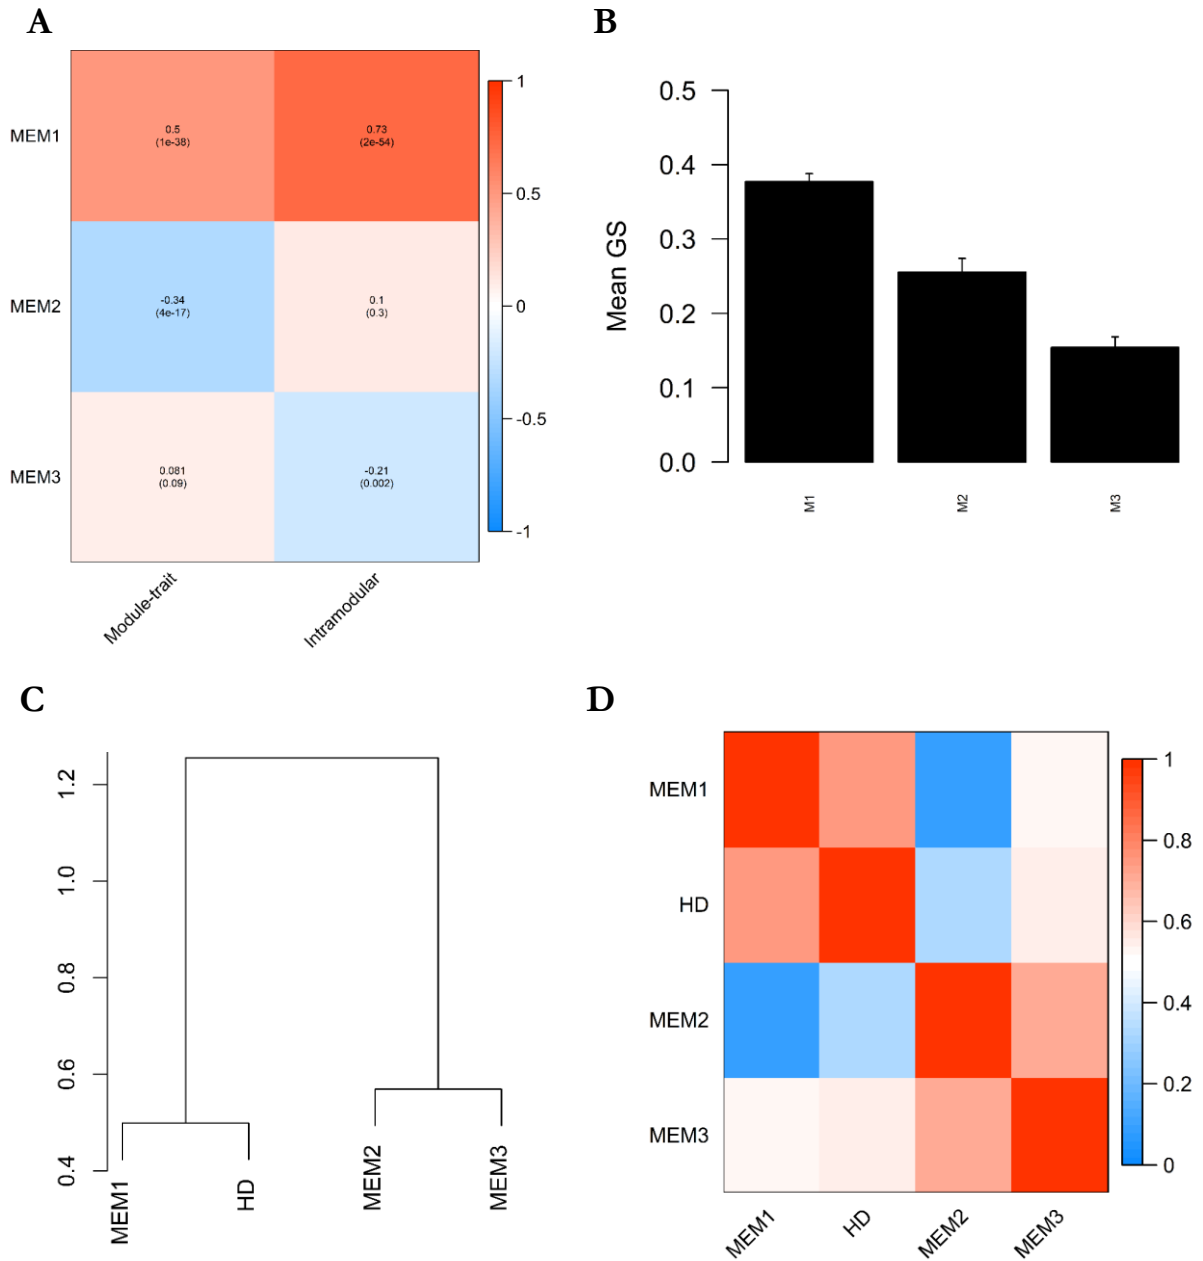 A
MEM1
MEM2
MEM3
0.5
(1e-38)
0.73
(2e-54)
-0.34
(4e-17)
0.1
(0.3)
0.081
(0.09)
-0.21
(0.002)
1
0.5
0
-0.5
-1
Module-trait
Intramodular
B
Mean GS
0.5
0.4
0.3
0.2
0.1
0.0
M1
M2
M3
C
1.2
1.0
0.8
0.6
0.4
MEM1
HD
MEM2
MEM3
D
MEM1
HD
MEM2
MEM3
1
0.8
0.6
0.4
0.2
0
MEM1
HD
MEM2
MEM3